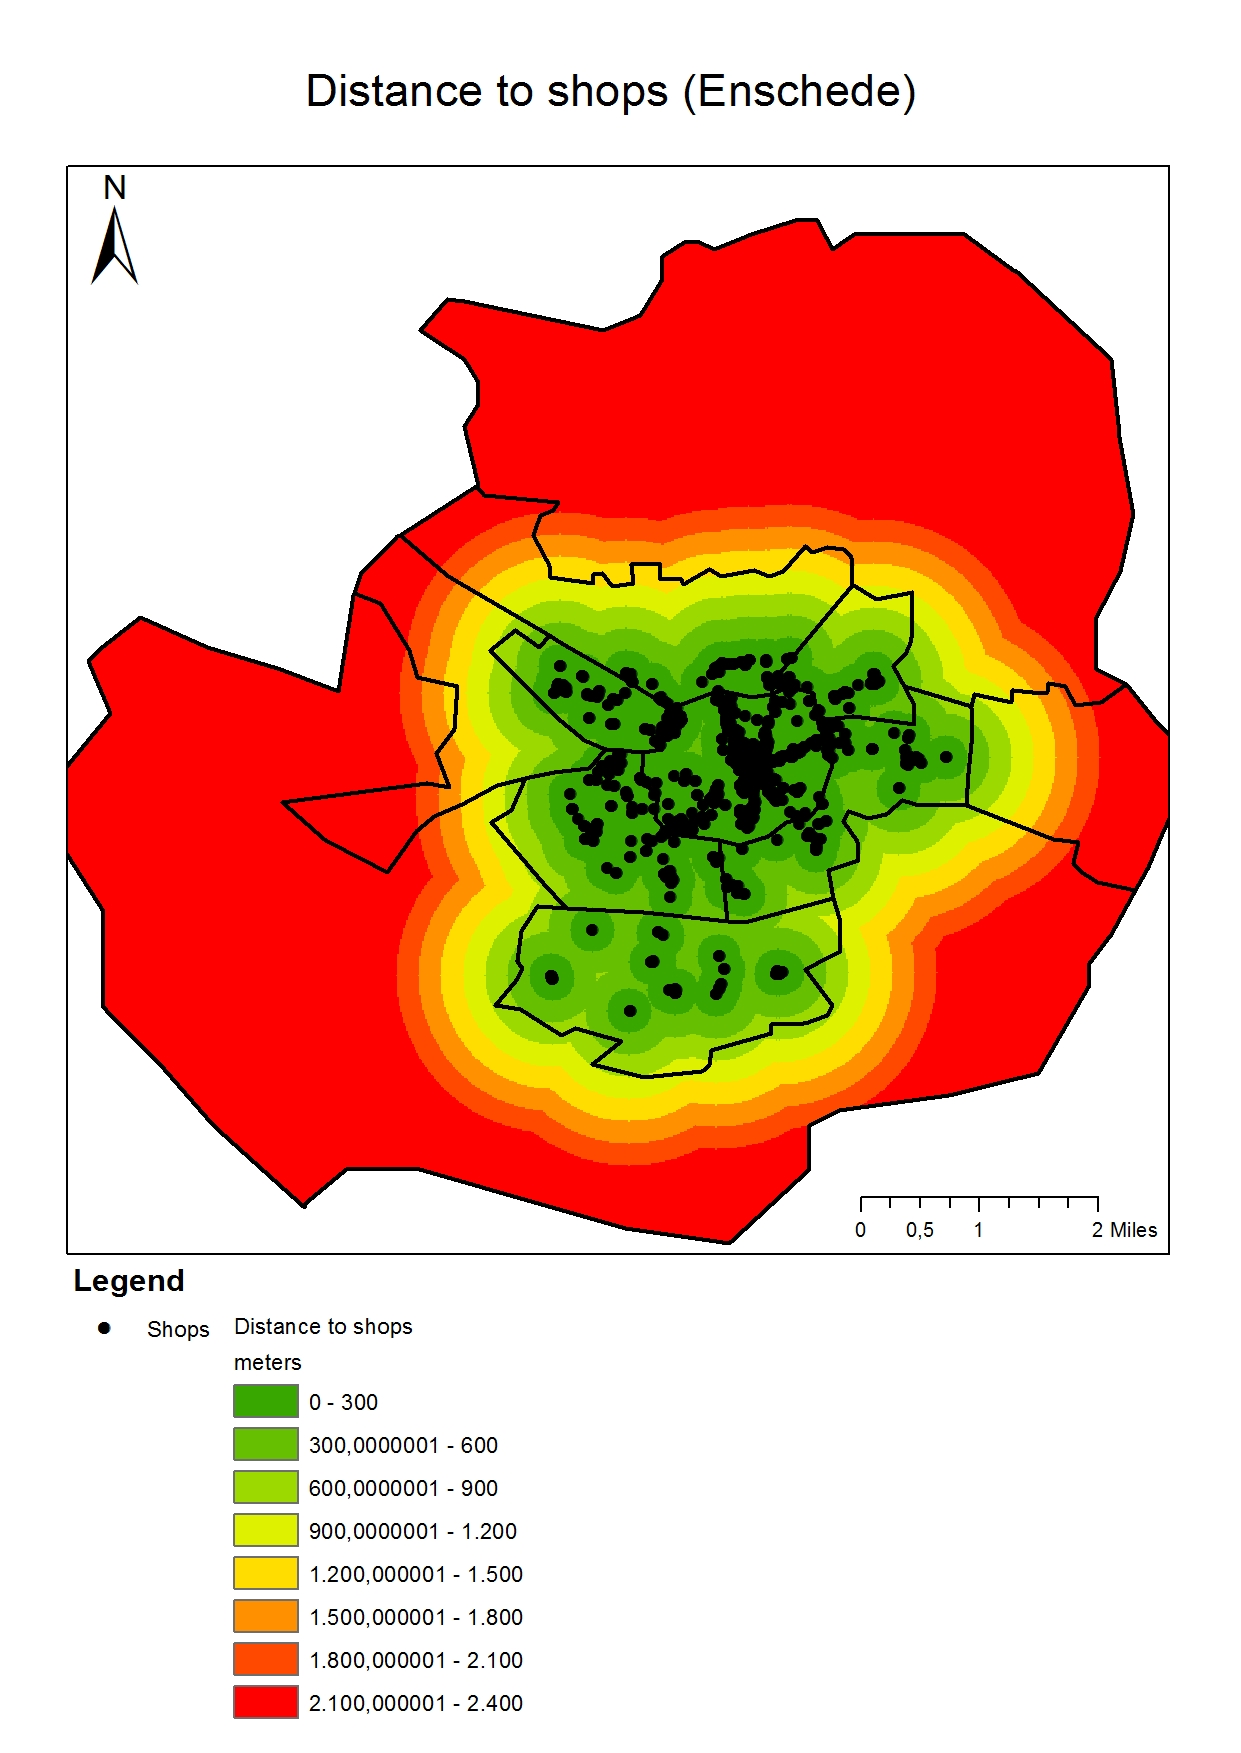 Distance to shops (Enschede)
N
0 0,5 1 2 Miles
Legend
Shops
Distance to shops
meters
0 - 300
300,0000001 - 600
600,0000001 - 900
900,0000001 - 1.200
1.200,000001 - 1.500
1.500,000001 - 1.800
1.800,000001 - 2.100
2.100,000001 - 2.400